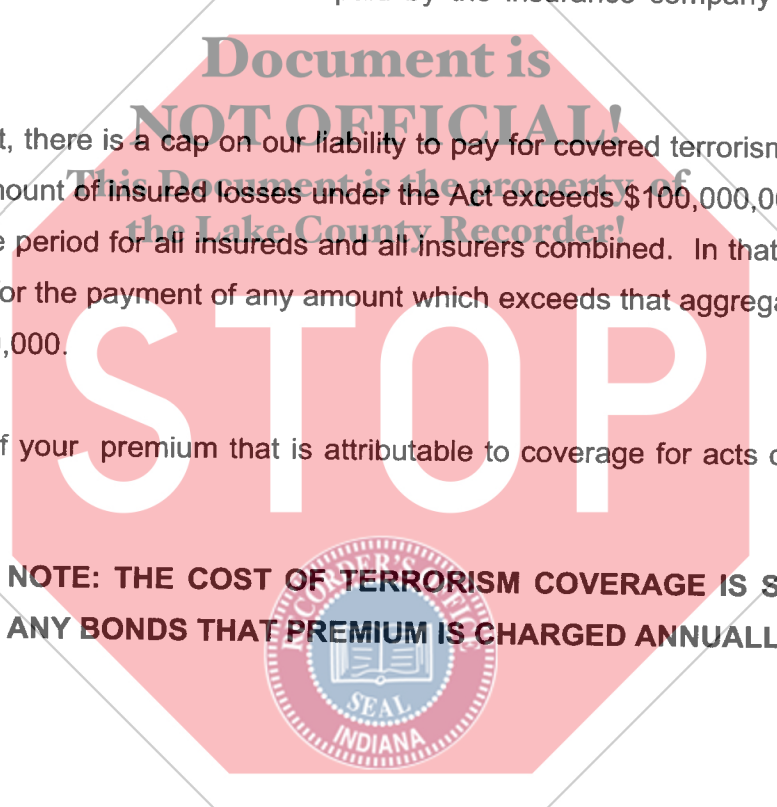 paid by the insurance company
Document is
NOT OFFICIAL!
t, there is a cap on our liability to pay for covered terrorism
This Document is the property of
mount of insured losses under the Act exceeds $100,000,00
the Lake County Recorder!
e period for all insureds and all insurers combined. In that
or the payment of any amount which exceeds that aggrega
,000.
STOP
f your premium that is attributable to coverage for acts o
NOTE: THE COST OF TERRORISM COVERAGE IS S
ANY BONDS THAT PREMIUM IS CHARGED ANNUALL
RECORDER'S OFFICE
SEAL
INDIANA